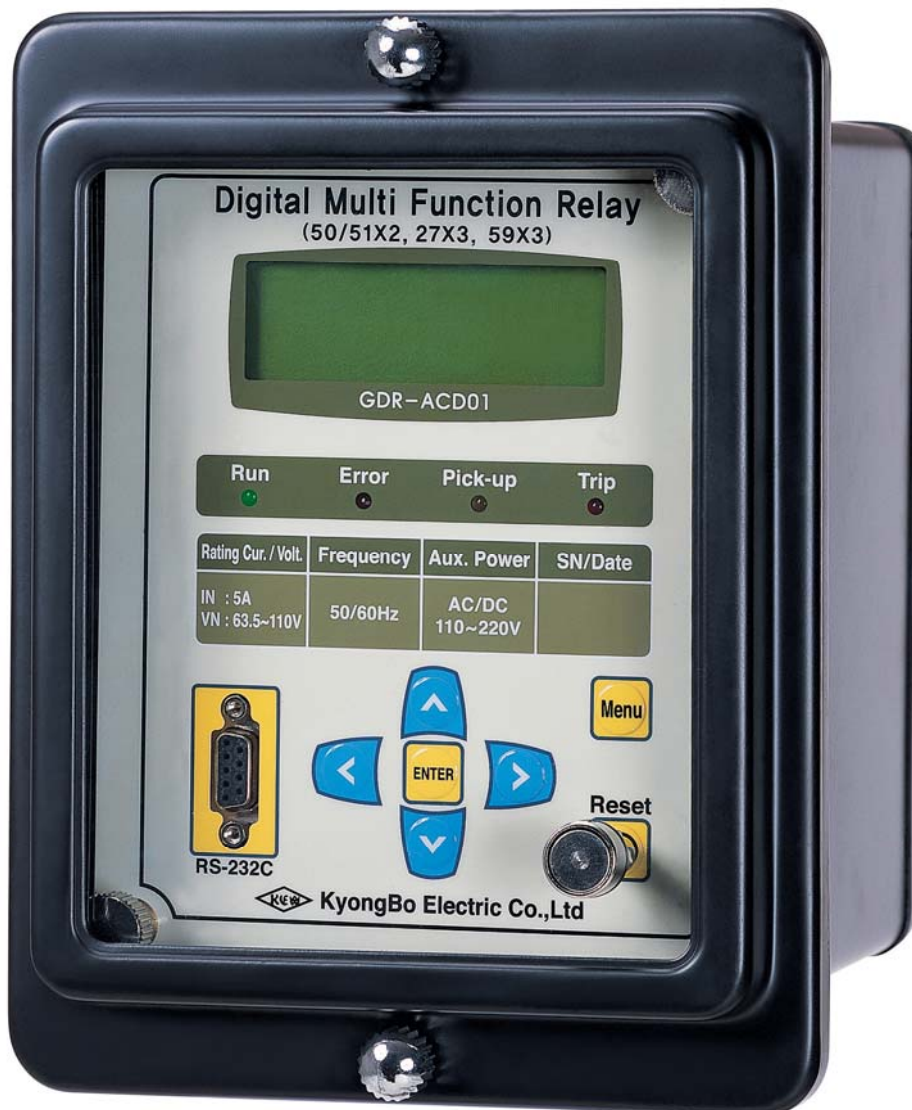 Digital Multi Function Relay
(50/51X2, 27X3, 59X3)
GDR-ACD01
Run Error Pick-up Trip
Rating Cur. / Volt. Frequency Aux. Power SN/Date
IN : 5A
VN : 63.5~110V
50/60Hz
AC/DC
110~220V
Menu
ENTER
Reset
RS-232C
KyongBo Electric Co.,Ltd